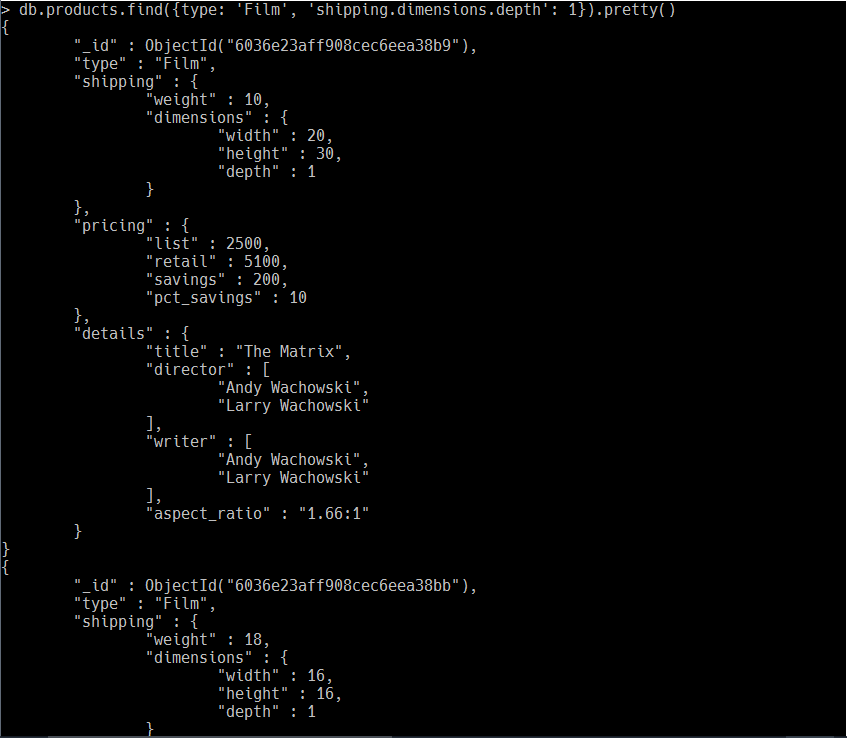 > db.products.find({type: 'Film', 'shipping.dimensions.depth': 1}).pretty()
{
        "_id" : ObjectId("6036e23aff908cec6eea38b9"),
        "type" : "Film",
        "shipping" : {
                "weight" : 10,
                "dimensions" : {
                        "width" : 20,
                        "height" : 30,
                        "depth" : 1
                }
        },
        "pricing" : {
                "list" : 2500,
                "retail" : 5100,
                "savings" : 200,
                "pct_savings" : 10
        },
        "details" : {
                "title" : "The Matrix",
                "director" : [
                        "Andy Wachowski",
                        "Larry Wachowski"
                ],
                "writer" : [
                        "Andy Wachowski",
                        "Larry Wachowski"
                ],
                "aspect_ratio" : "1.66:1"
        }
}
{
        "_id" : ObjectId("6036e23aff908cec6eea38bb"),
        "type" : "Film",
        "shipping" : {
                "weight" : 18,
                "dimensions" : {
                        "width" : 16,
                        "height" : 16,
                        "depth" : 1
                }